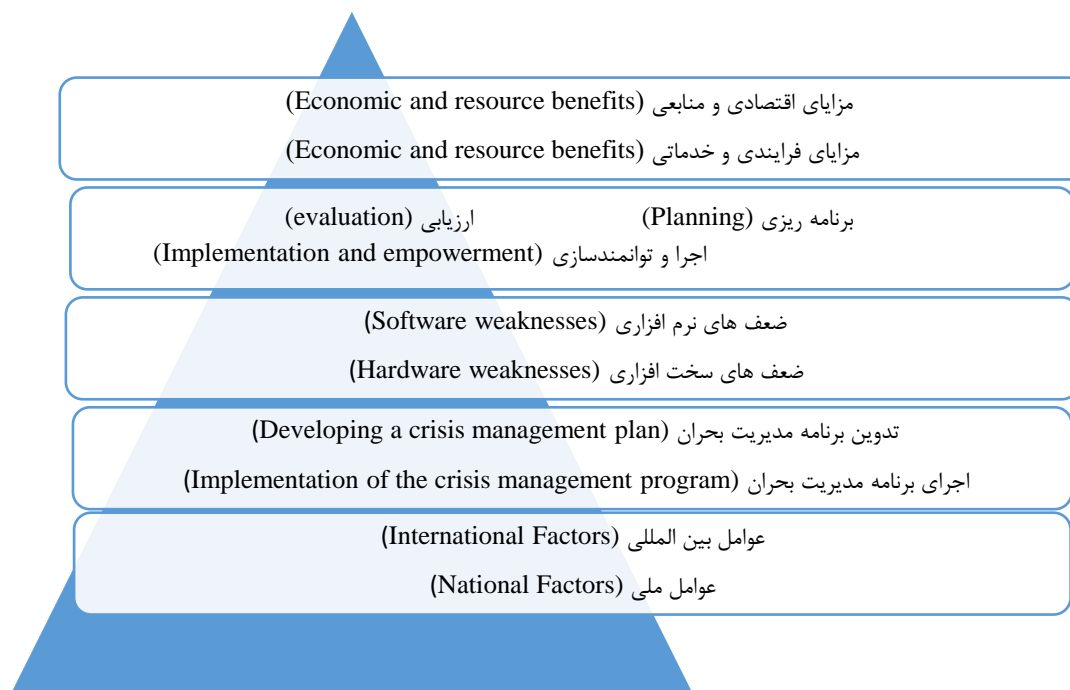 مزایای اقتصادی و منابعی (Economic and resource benefits)
مزایای فرایندی و خدماتی (Economic and resource benefits)
برنامه ریزی (Planning) ارزیابی (evaluation)
اجرا و توانمندسازی (Implementation and empowerment)
ضعف های نرم افزاری (Software weaknesses)
ضعف های سخت افزاری (Hardware weaknesses)
تدوین برنامه مدیریت بحران (Developing a crisis management plan)
اجرای برنامه مدیریت بحران (Implementation of the crisis management program)
عوامل بین المللی (International Factors)
عوامل ملی (National Factors)